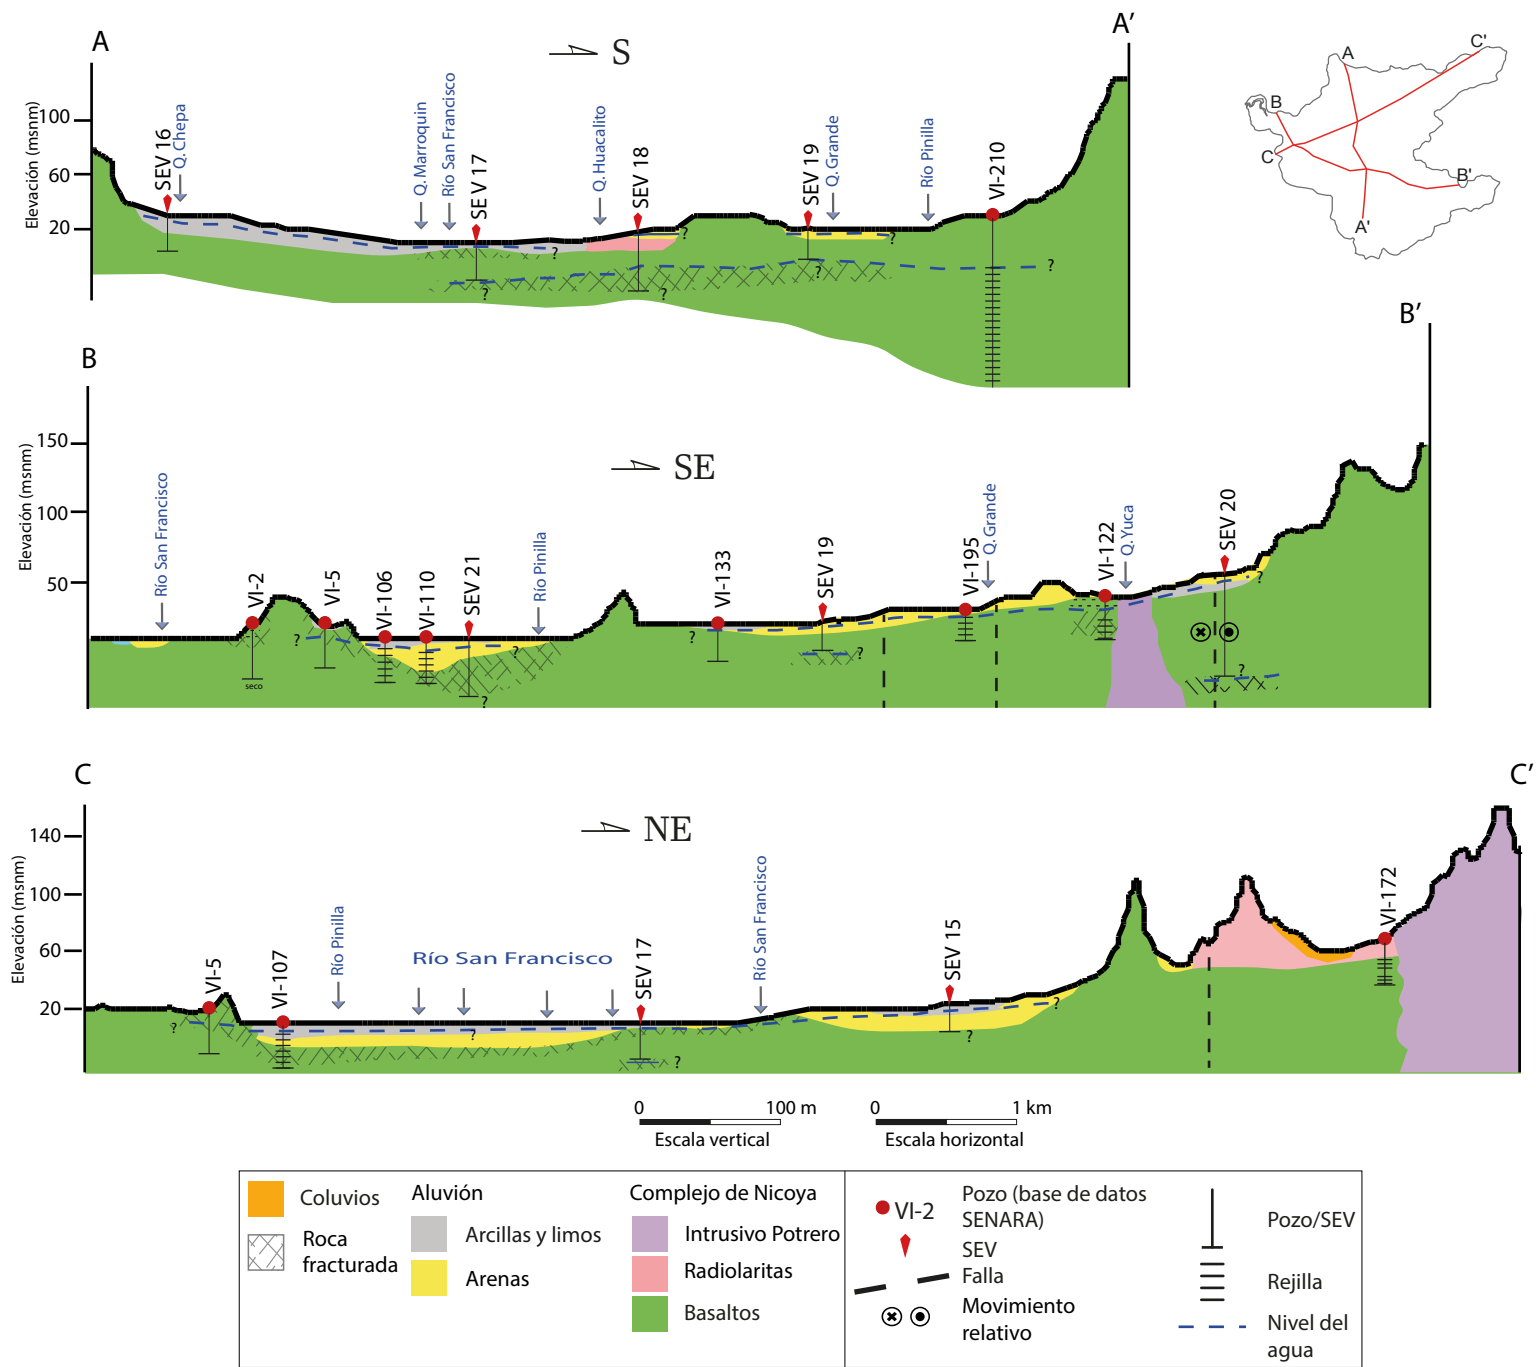 A
A'
S
Elevación (msnm)
100
60
20
SEV 16
Q. Chepa
Q. Marroquin
Río San Francisco
SE V 17
Q. Huacalito
SEV 18
SEV 19
Q. Grande
Río Pinilla
VI-210
?
?
?
?
?
?
?
A
C'
B
C
B'
A'
B
B'
SE
Elevación (msnm)
150
100
50
Río San Francisco
VI-2
VI-5
VI-106
VI-110
SEV 21
Río Pinilla
VI-133
SEV 19
VI-195
Q. Grande
VI-122
Q. Yuca
SEV 20
seco
?
?
?
?
?
?
?
C
C'
NE
Elevación (msnm)
140
100
60
20
VI-5
VI-107
Río Pinilla
Río San Francisco
SEV 17
Río San Francisco
SEV 15
VI-172
?
?
?
?
?
0 100 m
Escala vertical
0 1 km
Escala horizontal
Coluvios
Roca
fracturada
Aluvión
Arcillas y limos
Arenas
Complejo de Nicoya
Intrusivo Potrero
Radiolaritas
Basaltos
VI-2
Pozo (base de datos
SENARA)
SEV
Falla
Movimiento
relativo
Pozo/SEV
Rejilla
Nivel del
agua